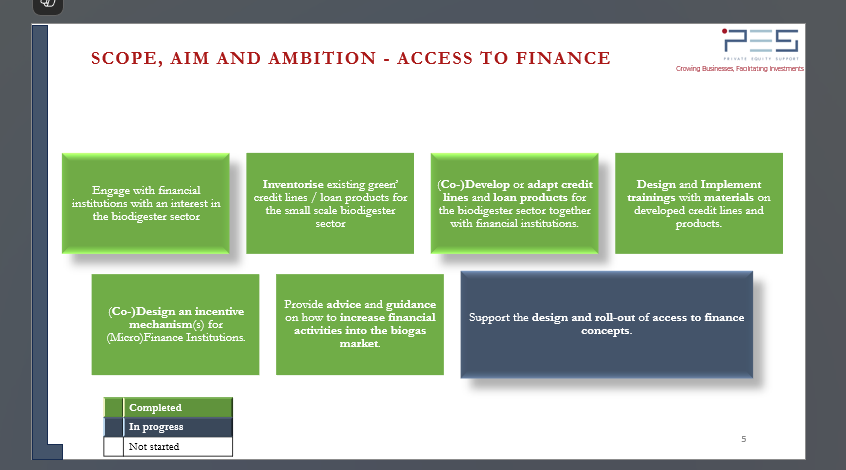 SCOPE, AIM AND AMBITION - ACCESS TO FINANCE
PES
PRIVATE EQUITY SUPPORT
Growing Businesses, Facilitating Investments
Engage with financial
institutions with an interest in
the biodigester sector
Inventorise existing green’
credit lines / loan products for
the small scale biodigester
sector
(Co-)Develop or adapt credit
lines and loan products for
the biodigester sector together
with financial institutions.
Design and Implement
trainings with materials on
developed credit lines and
products.
(Co-)Design an incentive
mechanism(s) for
(Micro)Finance Institutions.
Provide advice and guidance
on how to increase financial
activities into the biogas
market.
Support the design and roll-out of access to finance
concepts.
Completed
In progress
Not started
5